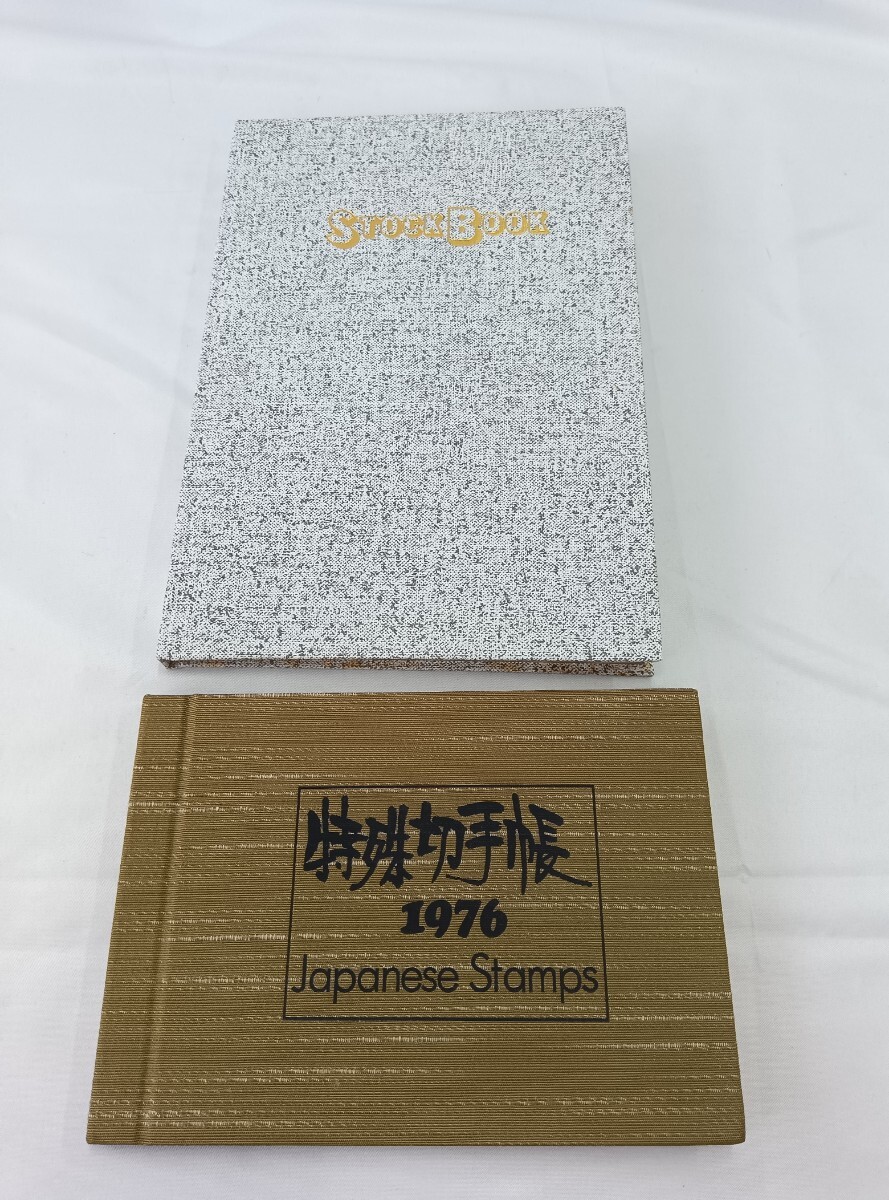 STOCK BOOK
特殊切手帳
1976
Japanese Stamps